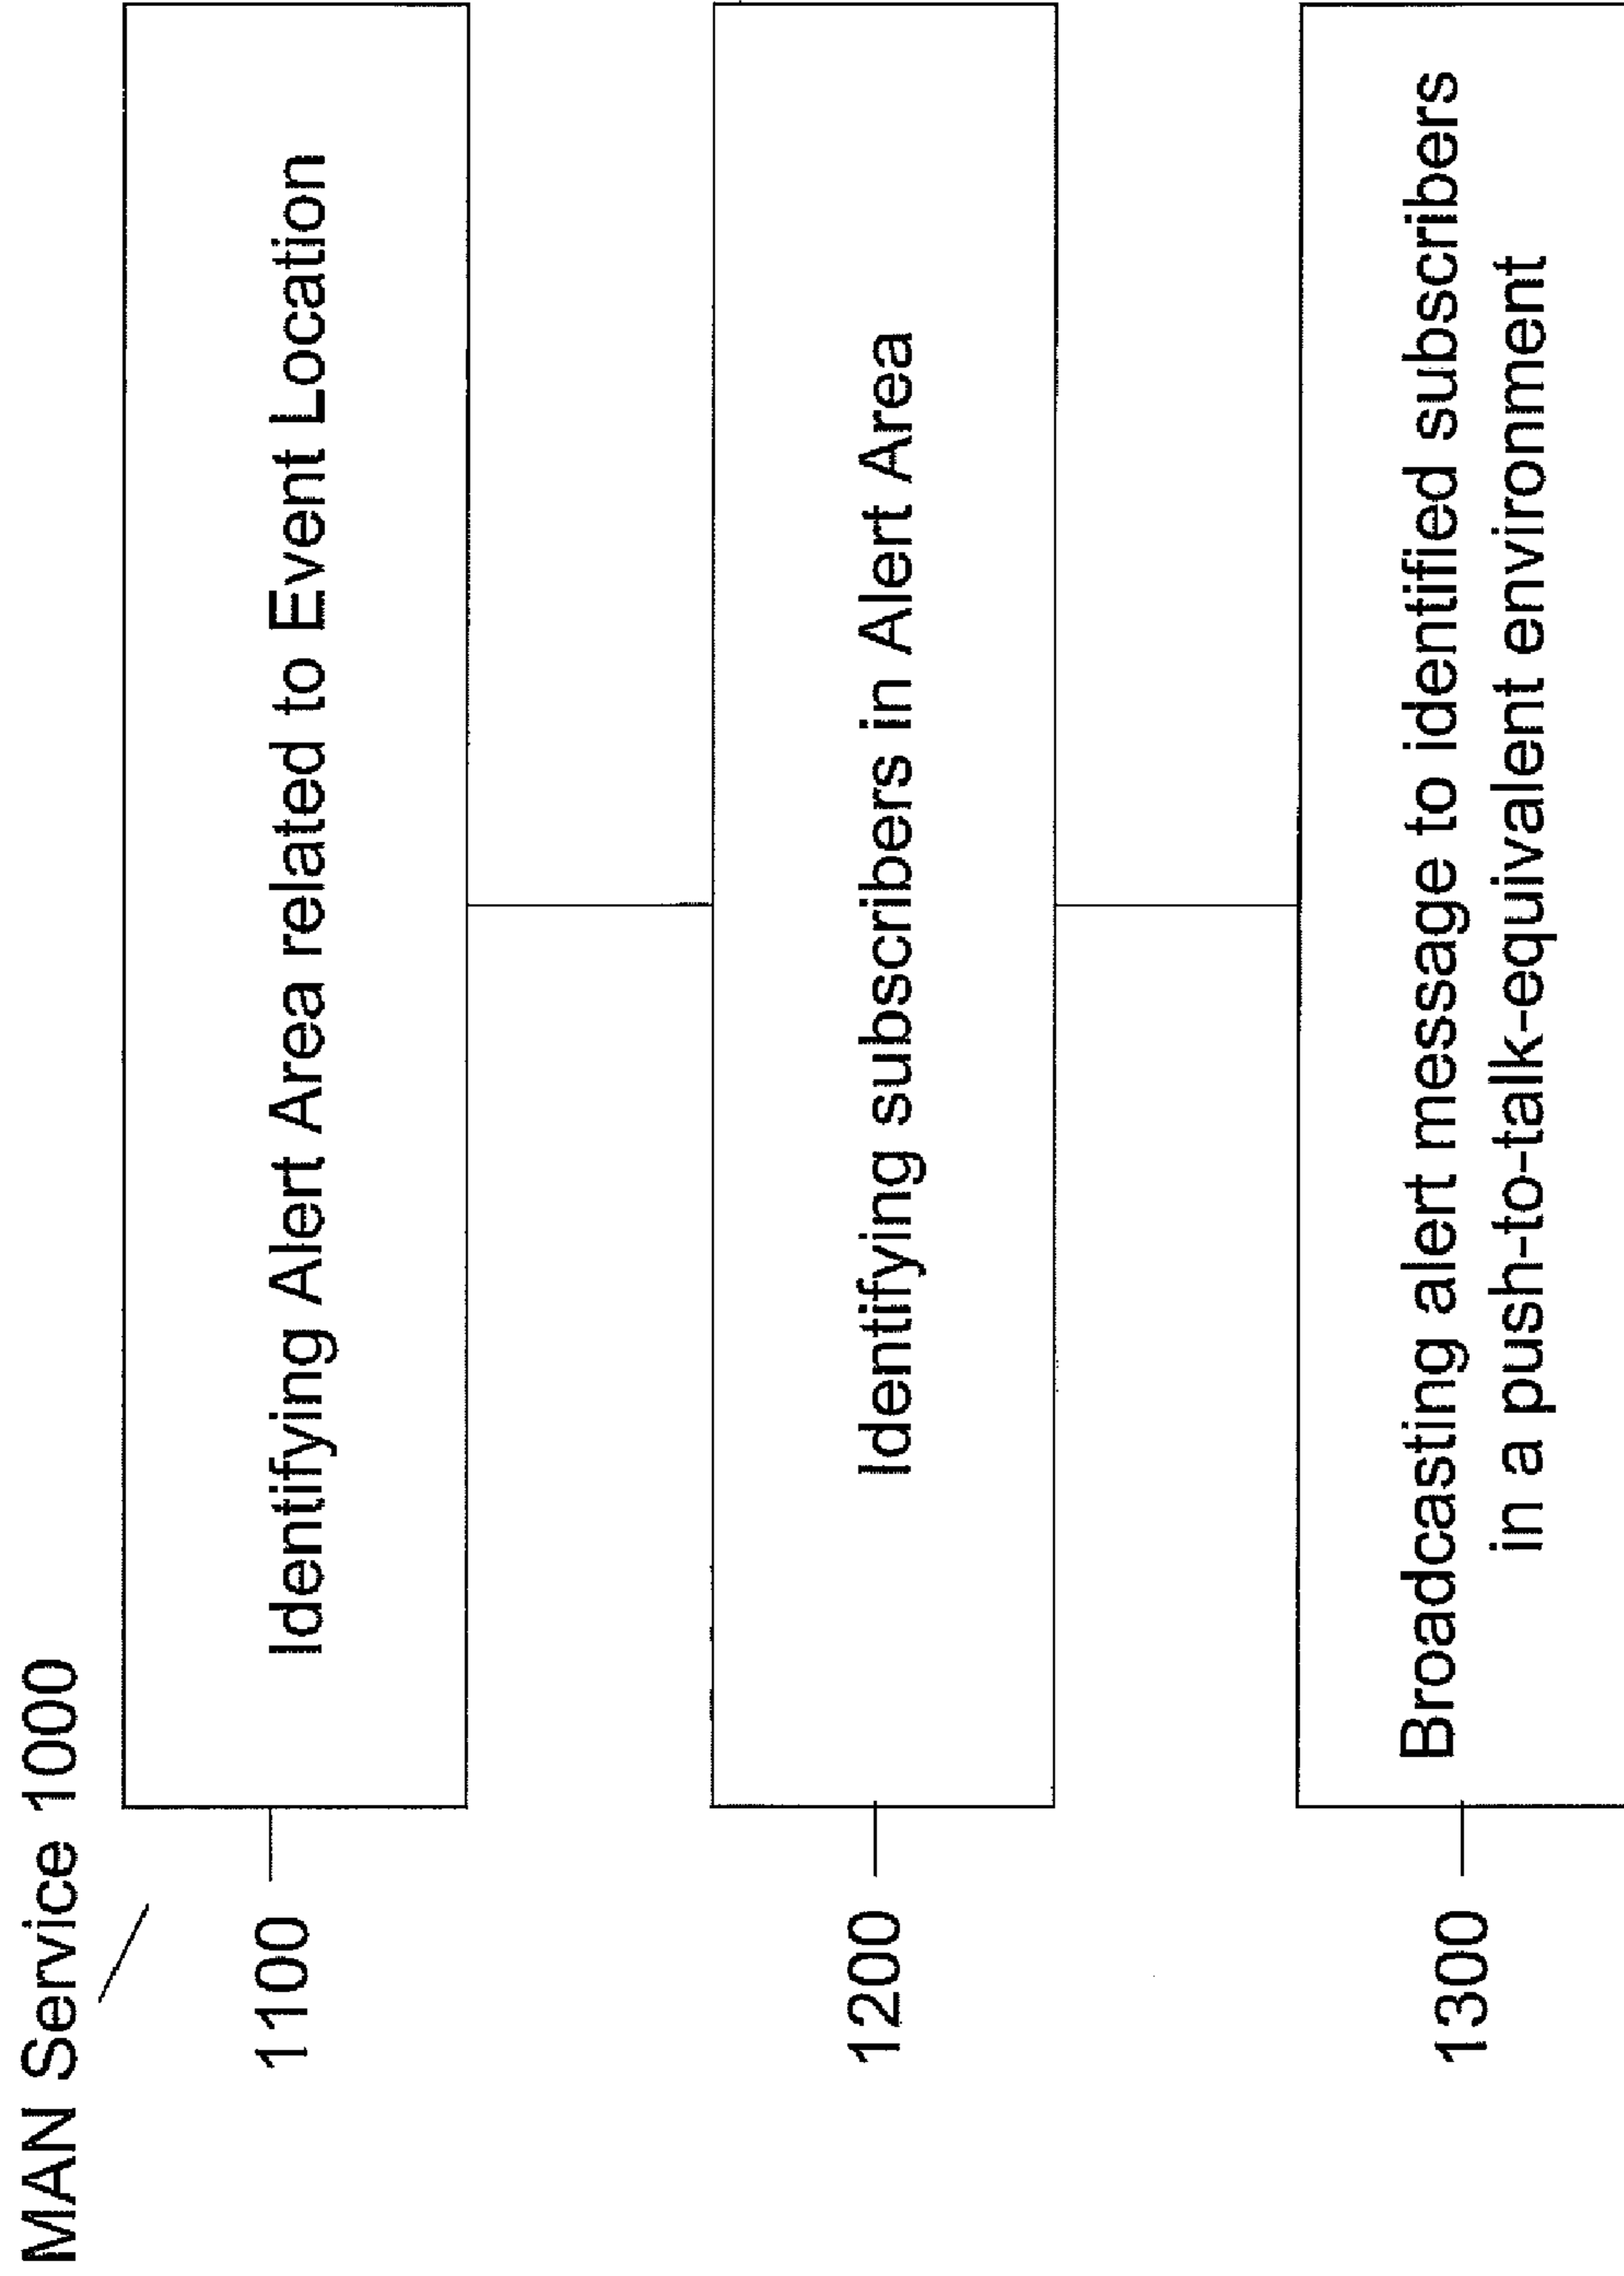 MAN Service 1000
1100
Identifying Alert Area related to Event Location
1200
Identifying subscribers in Alert Area
1300
Broadcasting alert message to identified subscribers
in a push-to-talk-equivalent environment